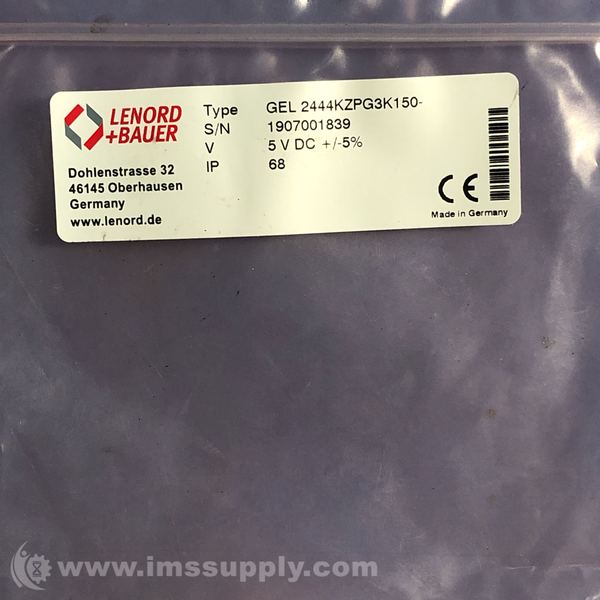 LENORD
+BAUER
Dohlenstrasse 32
46145 Oberhausen
Germany
www.lenord.de
Type GEL 2444KZPG3K150-
S/N 1907001839
V 5 V DC +/-5%
IP 68
CE
Made in Germany
www.imssupply.com